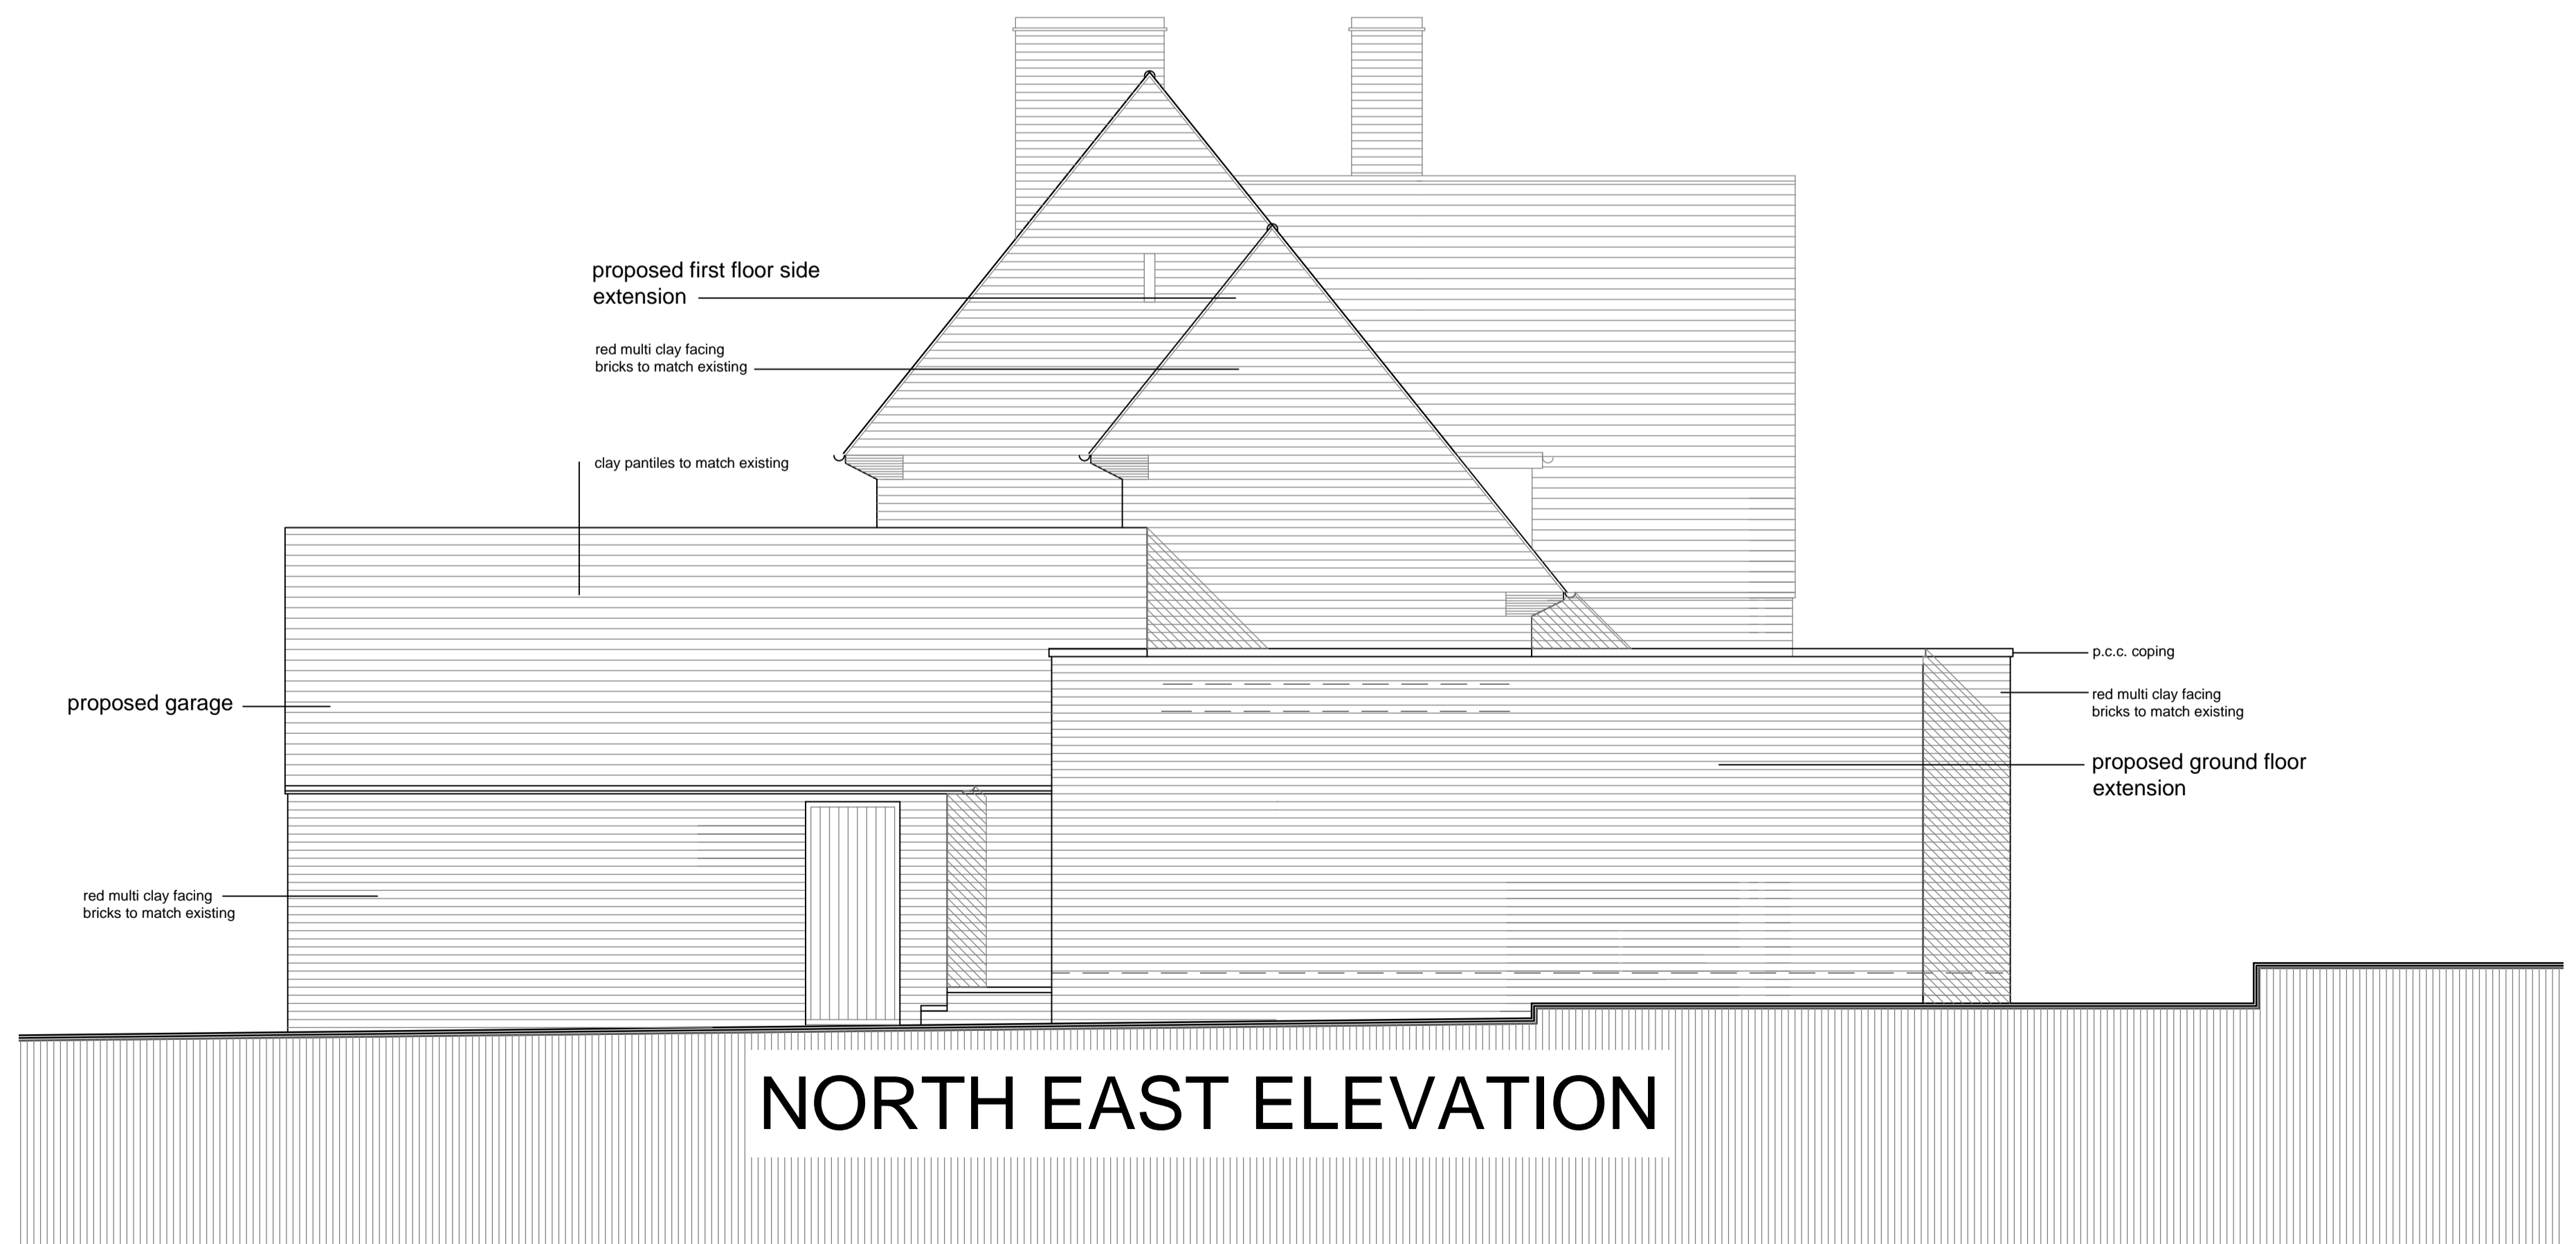 proposed first floor side
extension
red multi clay facing
bricks to match existing
clay pantiles to match existing
p.c.c. coping
red multi clay facing
bricks to match existing
proposed garage
proposed ground floor
extension
red multi clay facing
bricks to match existing
NORTH EAST ELEVATION